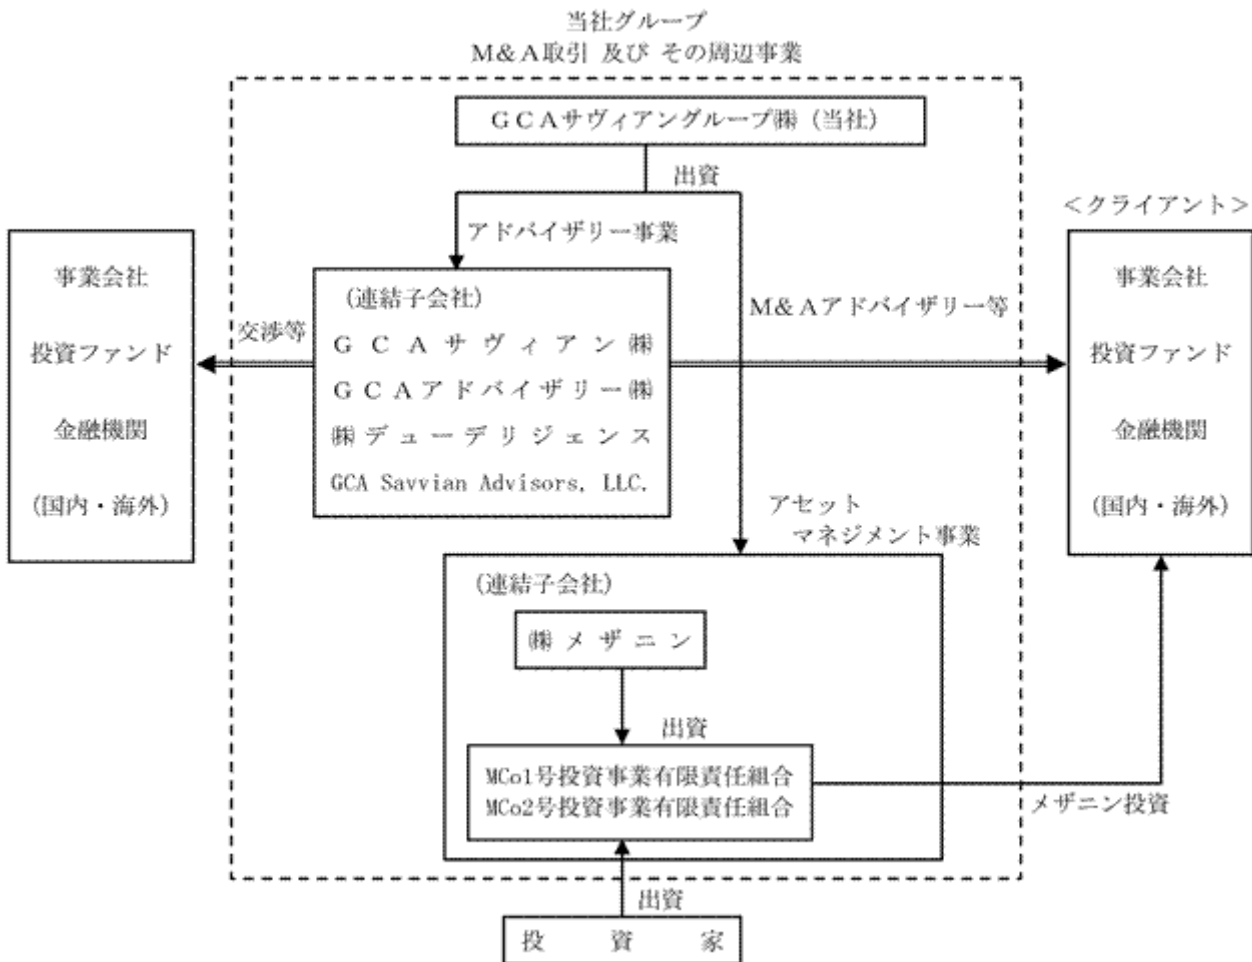 当社グループ
M&A取引 及び その周辺事業
GCAサヴィアングループ㈱(当社)
出資
<クライアント>
アドバイザリー事業
事業会社
投資ファンド
金融機関
(国内・海外)
交渉等
(連結子会社)
GCAサヴィアン㈱
GCAアドバイザリー㈱
㈱デューデリジェンス
GCA Savvian Advisors, LLC.
M&Aアドバイザリー等
事業会社
投資ファンド
金融機関
(国内・海外)
アセット
マネジメント事業
(連結子会社)
㈱メザニン
出資
MCo1号投資事業有限責任組合
MCo2号投資事業有限責任組合
メザニン投資
出資
投資家